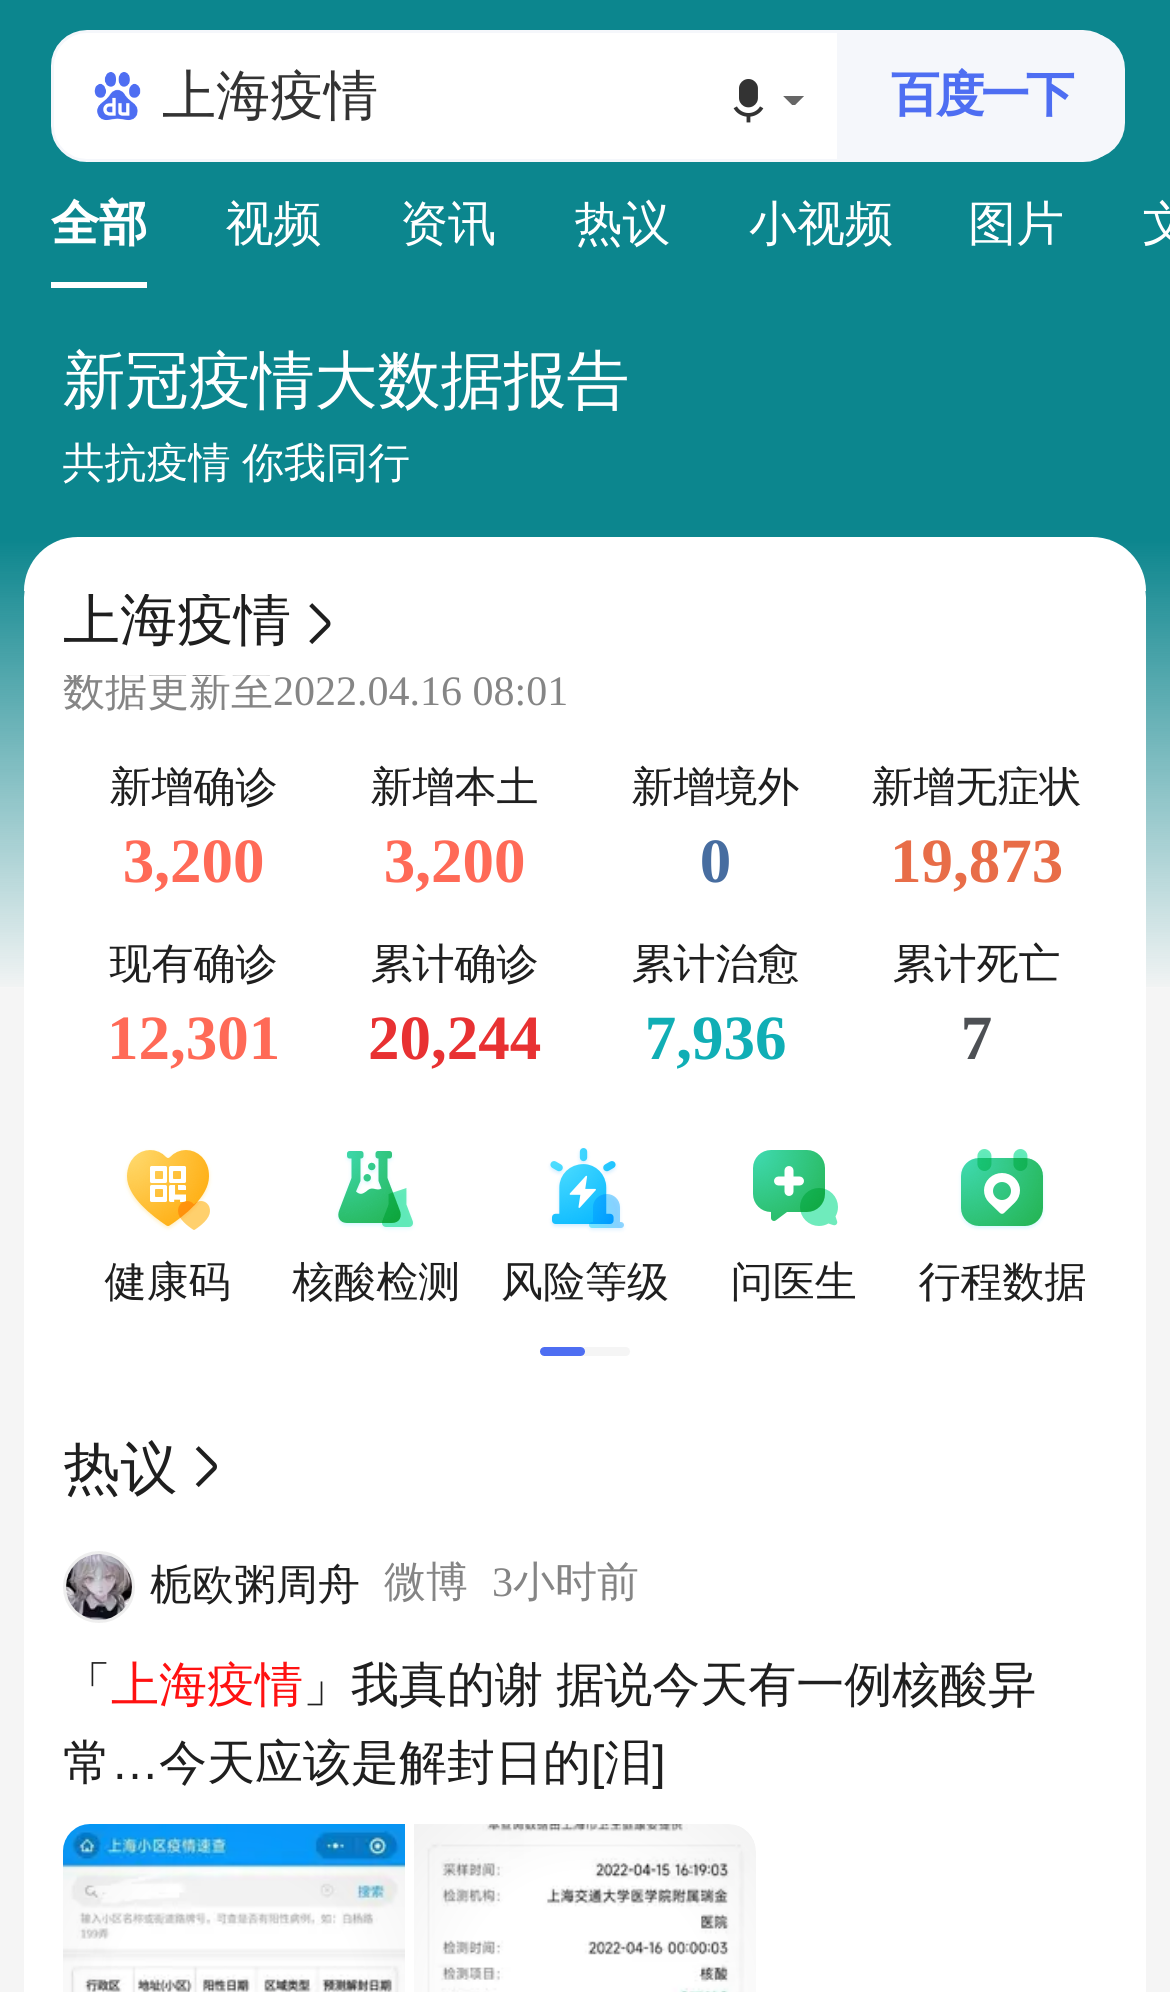 du 上海疫情 百度一下
全部 视频 资讯 热议 小视频 图片
新冠疫情大数据报告
共抗疫情 你我同行
上海疫情
数据更新至2022.04.16 08:01
新增确诊 新增本土 新增境外 新增无症状
3,200 3,200 0 19,873
现有确诊 累计确诊 累计治愈 累计死亡
12,301 20,244 7,936 7
健康码 核酸检测 风险等级 问医生 行程数据
热议
栀欧粥周舟 微博 3小时前
「上海疫情」我真的谢 据说今天有一例核酸异
常...今天应该是解封日的[泪]
上海小区疫情速查
搜索
输入小区名称或街道路牌号，可查是否有阳性病例，如：白杨路
199弄
行政区 地址(小区) 阳性日期 区域类型 预测解封日期
采样时间： 2022-04-15 16:19:03
检测机构： 上海交通大学医学院附属瑞金
医院
检测时间： 2022-04-16 00:00:03
检测项目： 核酸